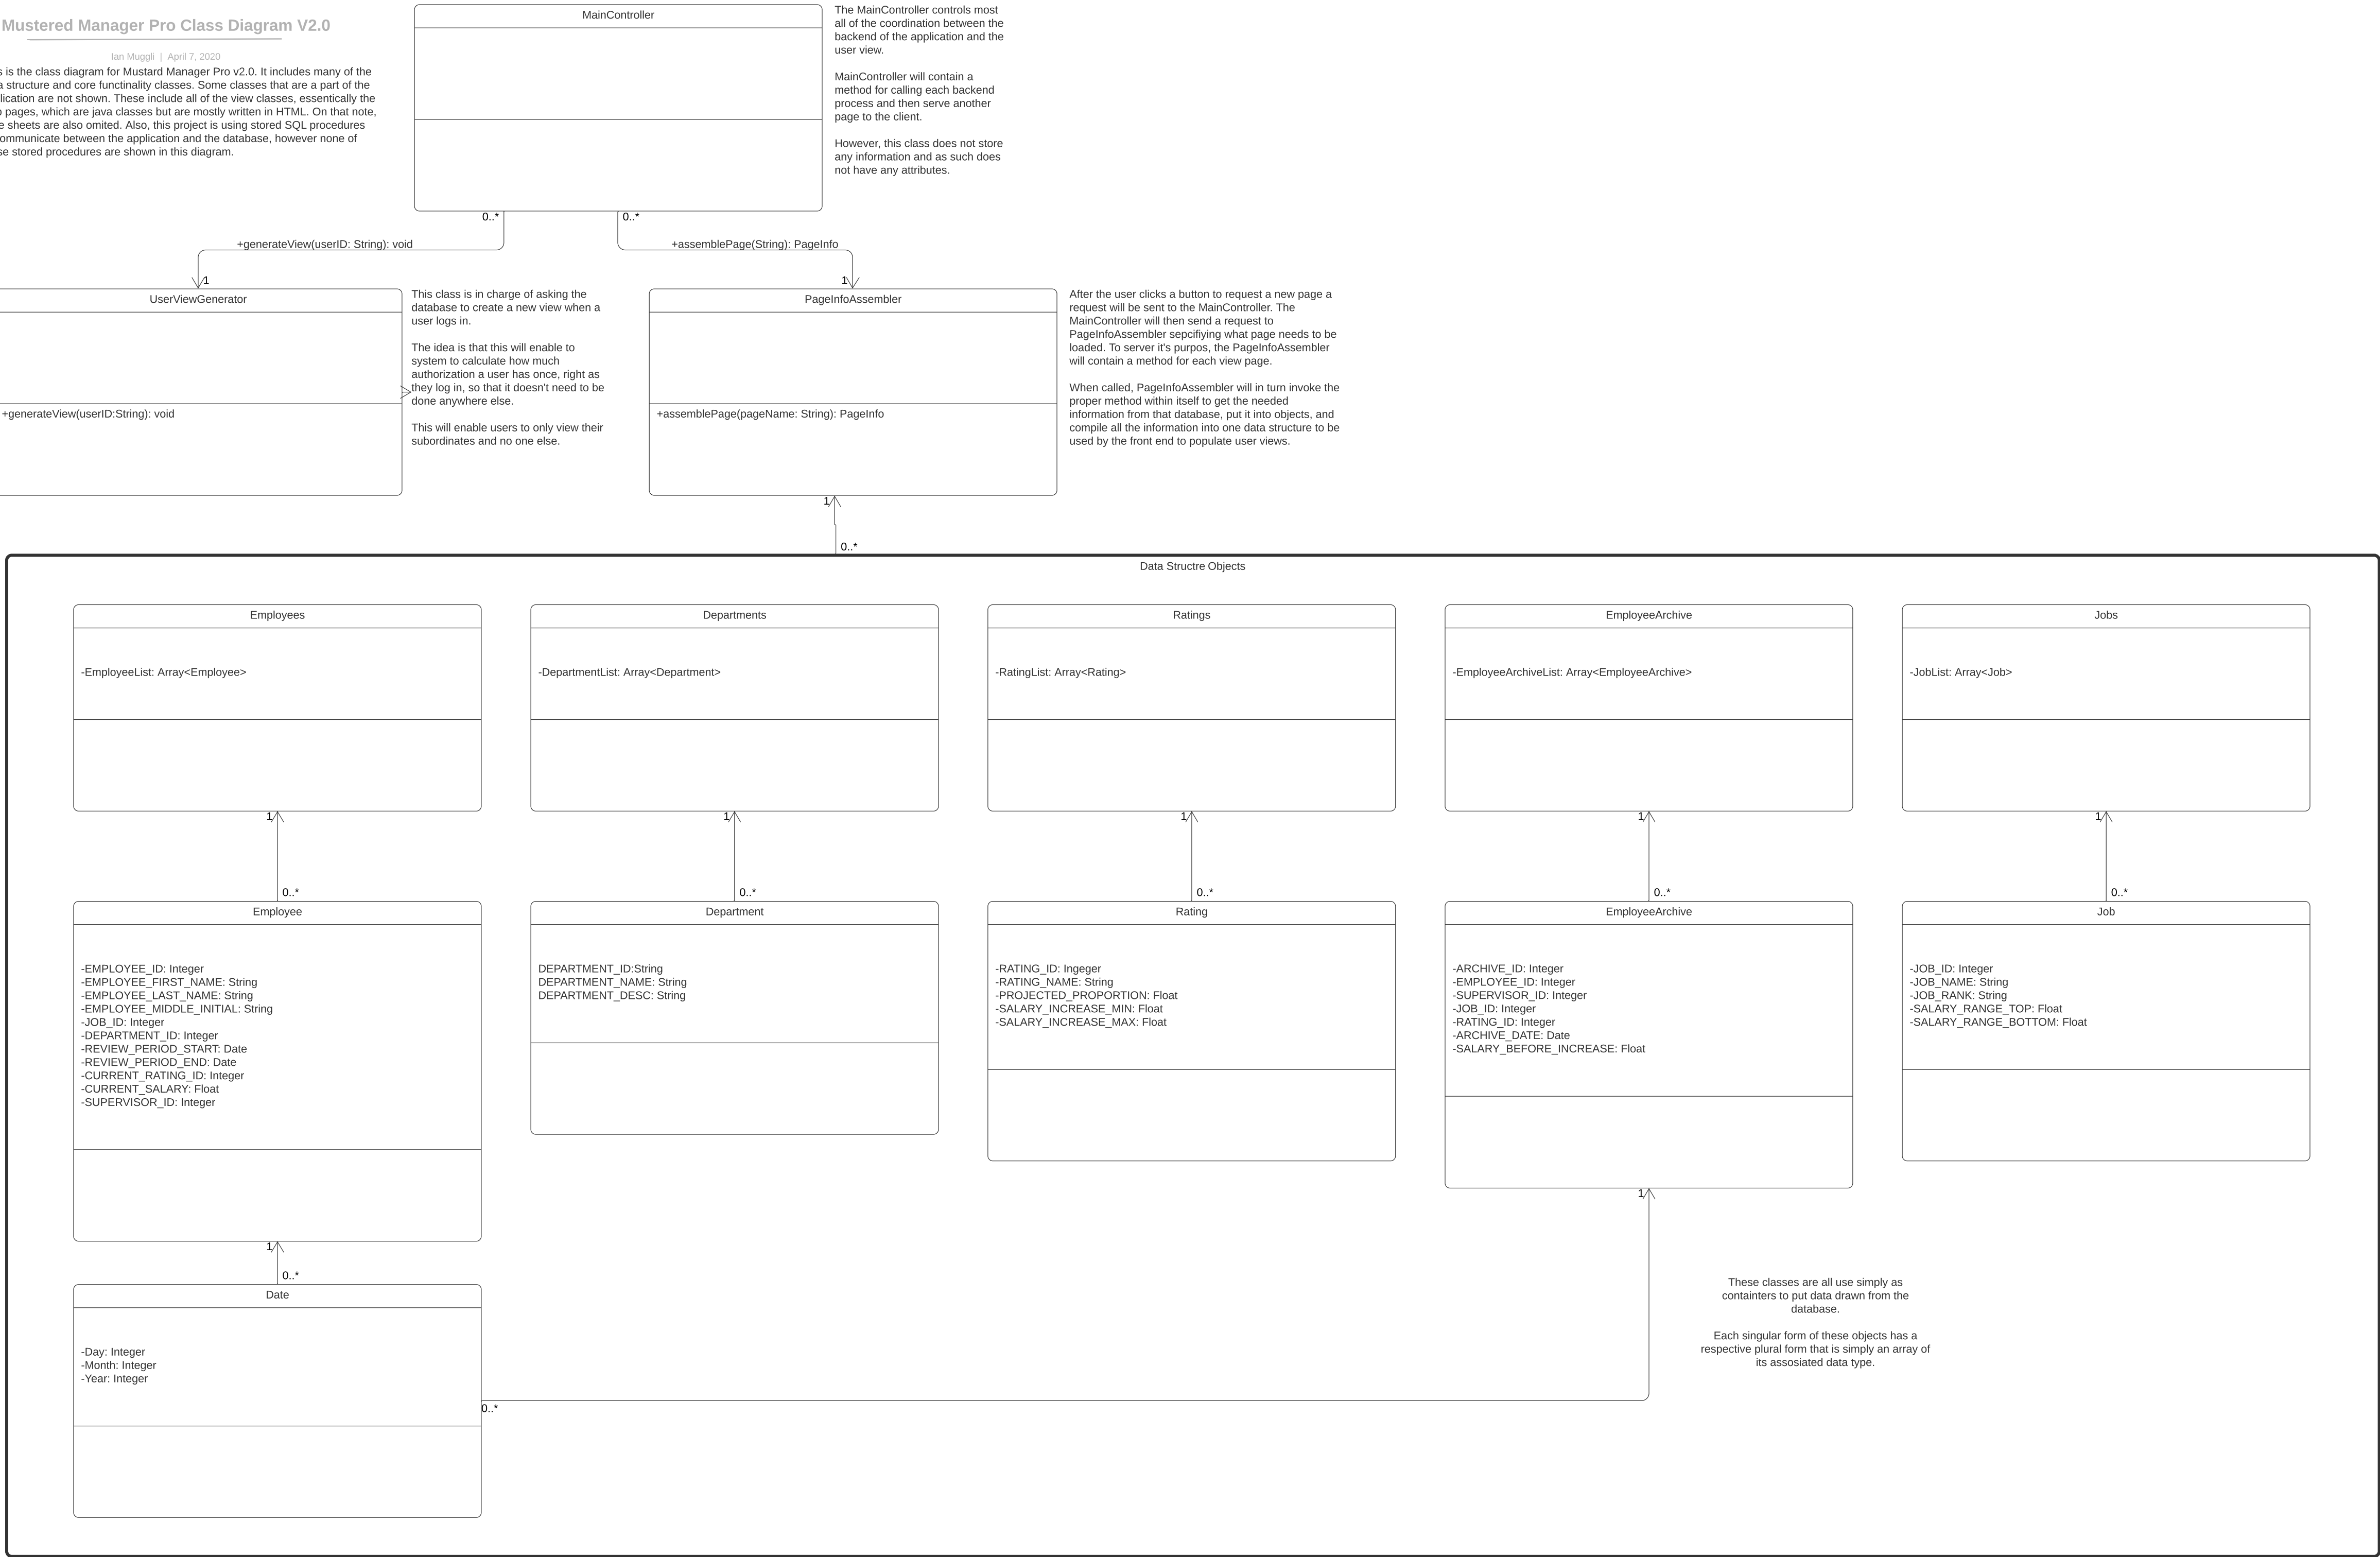 Mustered Manager Pro Class Diagram V2.0
Ian Muggli | April 7, 2020
s is the class diagram for Mustard Manager Pro v2.0. It includes many of the
a structure and core functinality classes. Some classes that are a part of the
lication are not shown. These include all of the view classes, essentically the
pages, which are java classes but are mostly written in HTML. On that note,
e sheets are also omited. Also, this project is using stored SQL procedures
ommunicate between the application and the database, however none of
se stored procedures are shown in this diagram.
MainController
The MainController controls most
all of the coordination between the
backend of the application and the
user view.
MainController will contain a
method for calling each backend
process and then serve another
page to the client.
However, this class does not store
any information and as such does
not have any attributes.
0..*
0..*
+generateView(userID: String): void
+assemblePage(String): PageInfo
1
1
UserViewGenerator
+generateView(userID:String): void
This class is in charge of asking the
database to create a new view when a
user logs in.
The idea is that this will enable to
system to calculate how much
authorization a user has once, right as
they log in, so that it doesn't need to be
done anywhere else.
This will enable users to only view their
subordinates and no one else.
PageInfoAssembler
+assemblePage(pageName: String): PageInfo
After the user clicks a button to request a new page a
request will be sent to the MainController. The
MainController will then send a request to
PageInfoAssembler sepcifiying what page needs to be
loaded. To server it's purpos, the PageInfoAssembler
will contain a method for each view page.
When called, PageInfoAssembler will in turn invoke the
proper method within itself to get the needed
information from that database, put it into objects, and
compile all the information into one data structure to be
used by the front end to populate user views.
1
0..*
Data Structre Objects
Employees
-EmployeeList: Array<Employee>
Departments
-DepartmentList: Array<Department>
Ratings
-RatingList: Array<Rating>
EmployeeArchive
-EmployeeArchiveList: Array<EmployeeArchive>
Jobs
-JobList: Array<Job>
1
1
1
1
1
0..*
0..*
0..*
0..*
0..*
Employee
-EMPLOYEE_ID: Integer
-EMPLOYEE_FIRST_NAME: String
-EMPLOYEE_LAST_NAME: String
-EMPLOYEE_MIDDLE_INITIAL: String
-JOB_ID: Integer
-DEPARTMENT_ID: Integer
-REVIEW_PERIOD_START: Date
-REVIEW_PERIOD_END: Date
-CURRENT_RATING_ID: Integer
-CURRENT_SALARY: Float
-SUPERVISOR_ID: Integer
Department
DEPARTMENT_ID:String
DEPARTMENT_NAME: String
DEPARTMENT_DESC: String
Rating
-RATING_ID: Ingeger
-RATING_NAME: String
-PROJECTED_PROPORTION: Float
-SALARY_INCREASE_MIN: Float
-SALARY_INCREASE_MAX: Float
EmployeeArchive
-ARCHIVE_ID: Integer
-EMPLOYEE_ID: Integer
-SUPERVISOR_ID: Integer
-JOB_ID: Integer
-RATING_ID: Integer
-ARCHIVE_DATE: Date
-SALARY_BEFORE_INCREASE: Float
Job
-JOB_ID: Integer
-JOB_NAME: String
-JOB_RANK: String
-SALARY_RANGE_TOP: Float
-SALARY_RANGE_BOTTOM: Float
1
1
0..*
Date
-Day: Integer
-Month: Integer
-Year: Integer
0..*
These classes are all use simply as
containters to put data drawn from the
database.
Each singular form of these objects has a
respective plural form that is simply an array of
its assosiated data type.